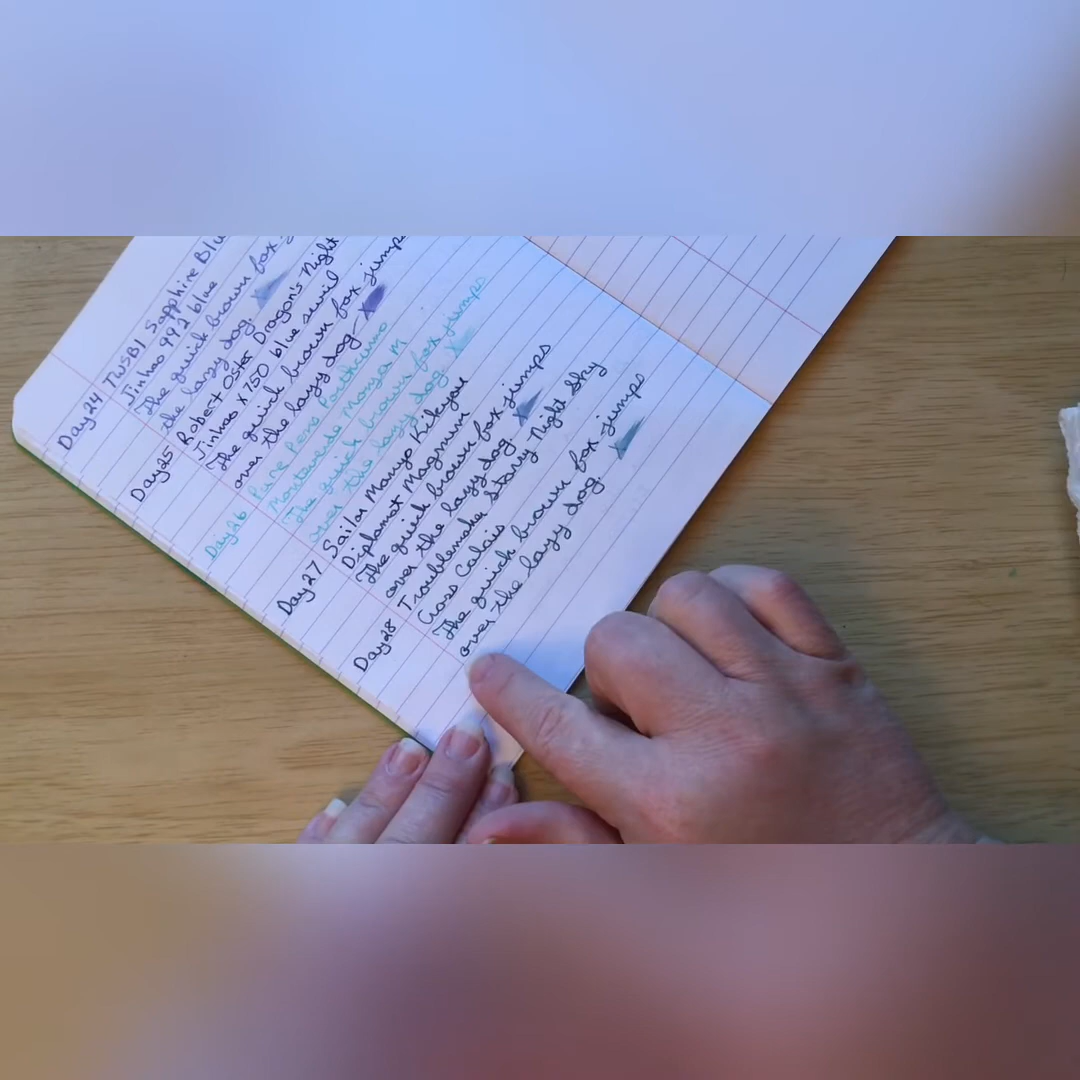 Day 24 TWSBI Sapphire Blu
Jinhao 992 blue
The quick brown fox
the lazy dog. x
Day 25 Robert Oster Dragon's Night
Jinhao x750 blue swirl
The quick brown fox jumps
over the lazy dog- x
Day 26 Pure Pens Porthcurno
Monteverde Monza M
The quick brown fox jumps
over the lazy dog. x
Day 27 Sailor Manyo Kikyou
Diplomat Magnum
The quick brown fox jumps
over the lazy dog. x
Day 28 Troublemaker Starry Night Sky
Cross Calais
The quick brown fox jumps
over the lazy dog. x